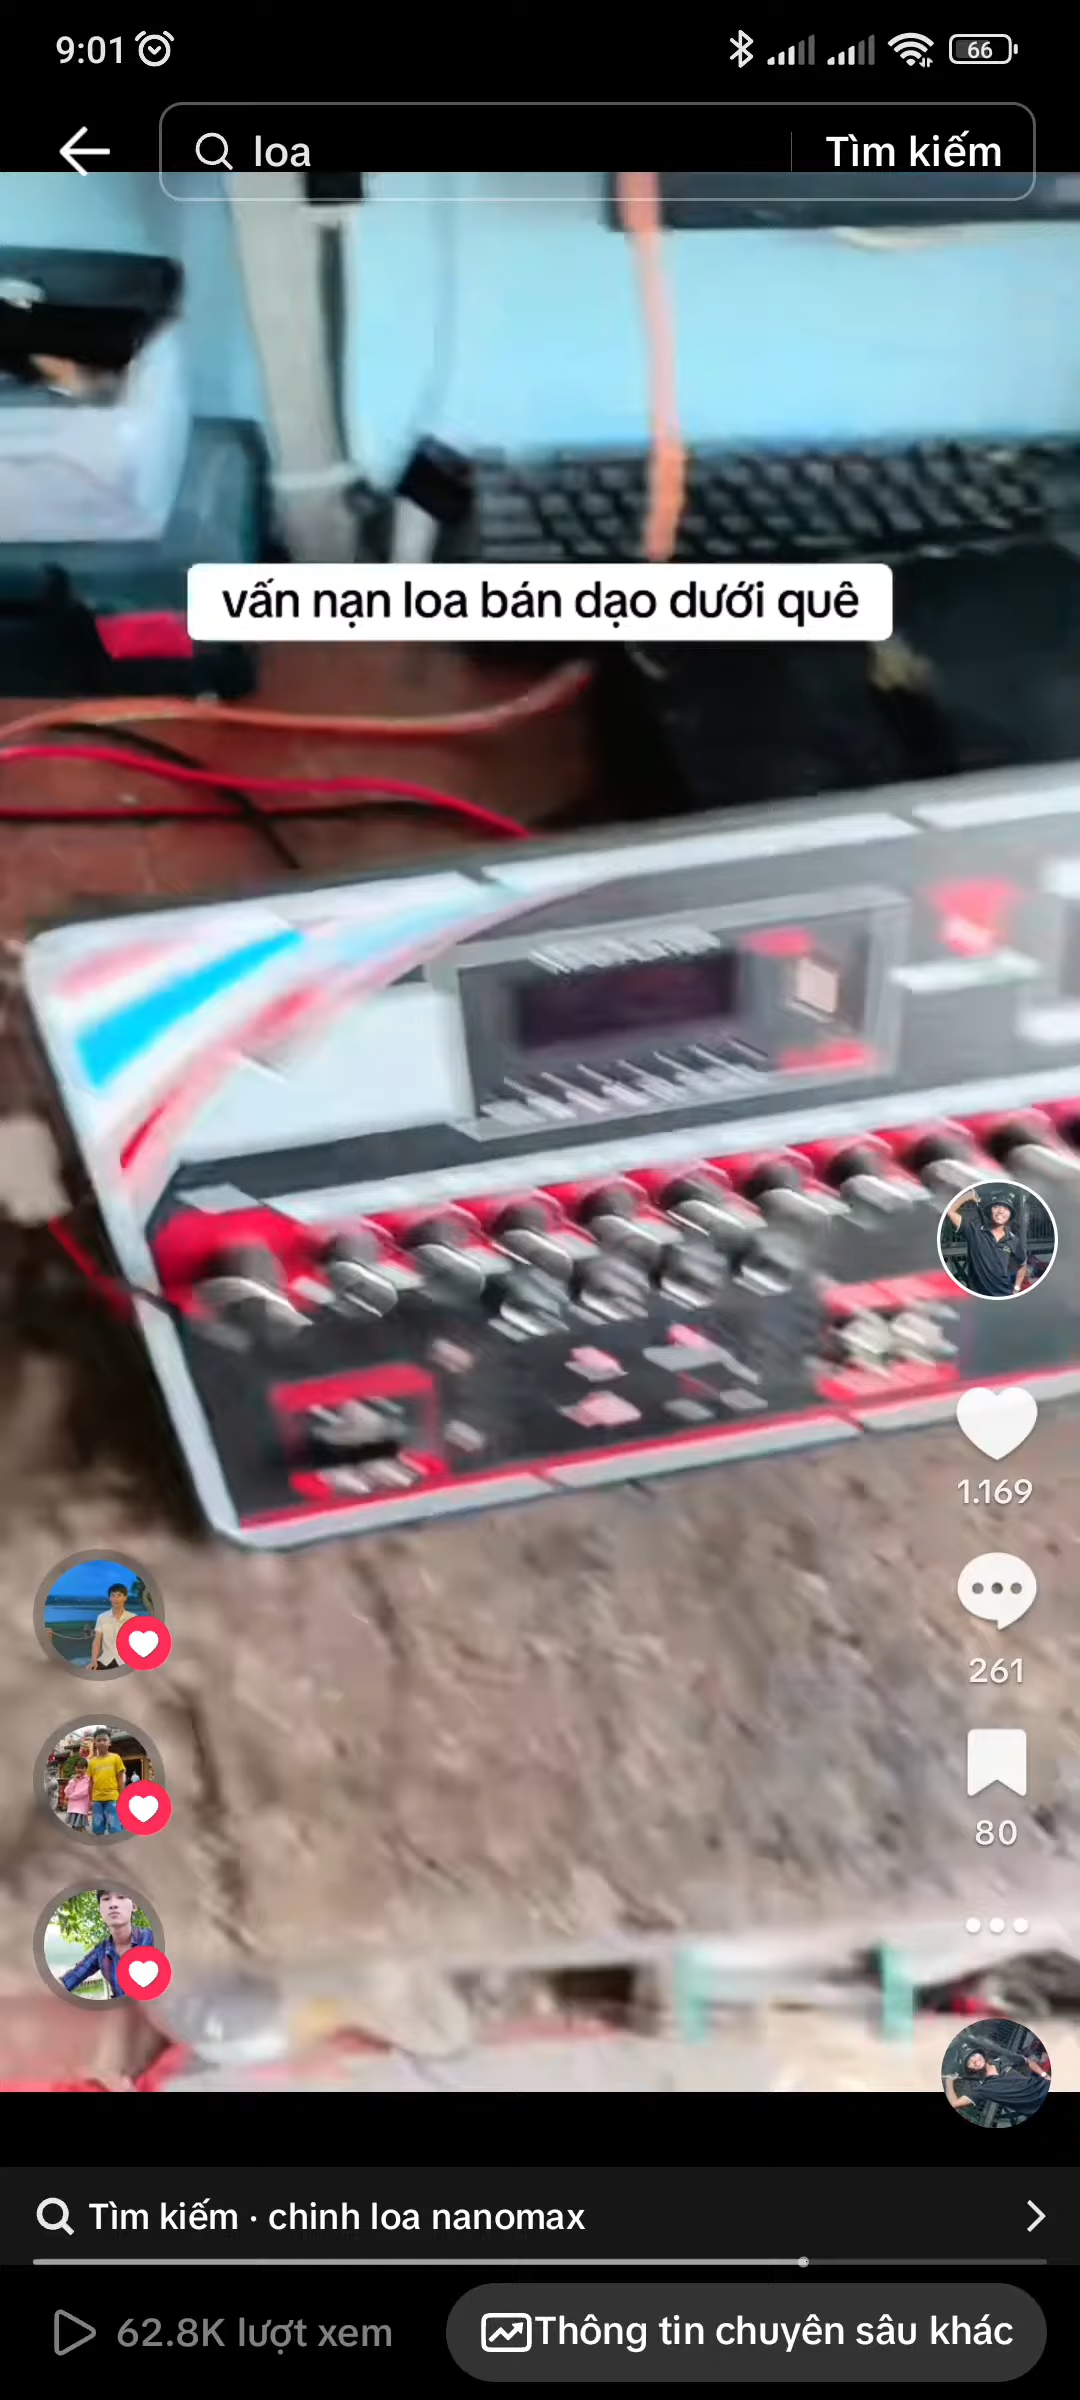 9:01
66
loa
Tìm kiếm
vấn nạn loa bán dạo dưới quê
1.169
261
80
Tìm kiếm · chinh loa nanomax
62.8K lượt xem
Thông tin chuyên sâu khác